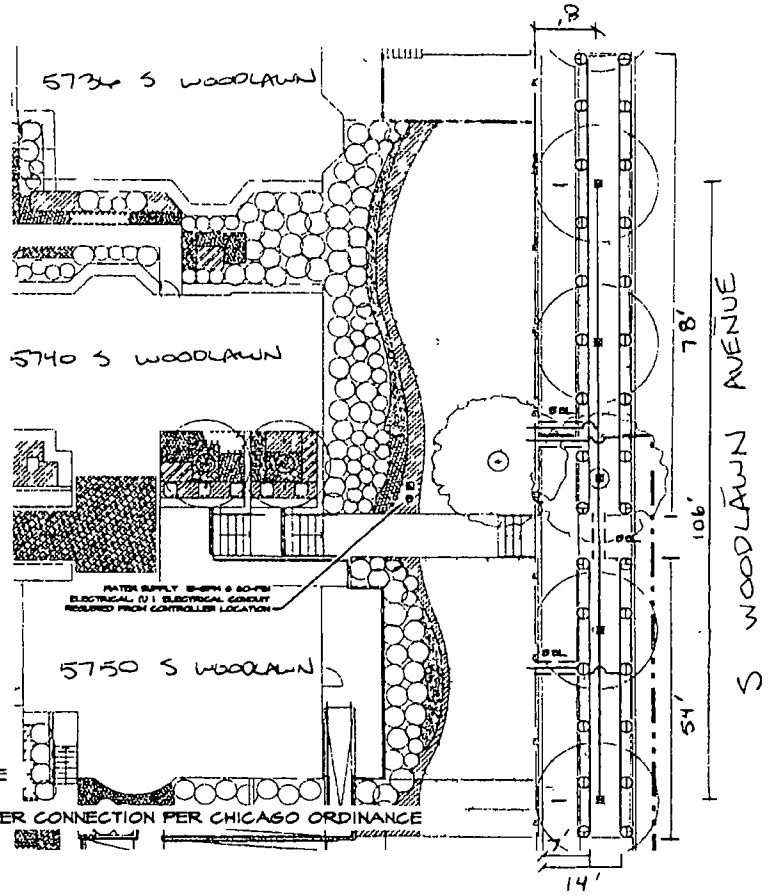 8'
5736 S WOODLAWN
5740 S WOODLAWN
78'
106'
S WOODLAWN AVENUE
WATER SUPPLY
ELECTRICAL (1) 1" ELECTRICAL CONDUIT
REQUIRED FROM CONTROLLER LOCATION
5750 S WOODLAWN
54'
E
ER CONNECTION PER CHICAGO ORDINANCE
7'
14'